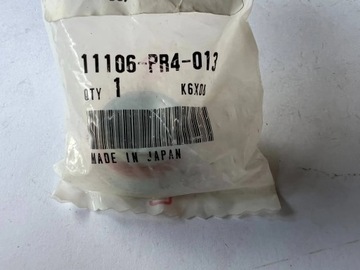 11106-PR4-013
QTY 1 K6X00
MADE IN JAPAN